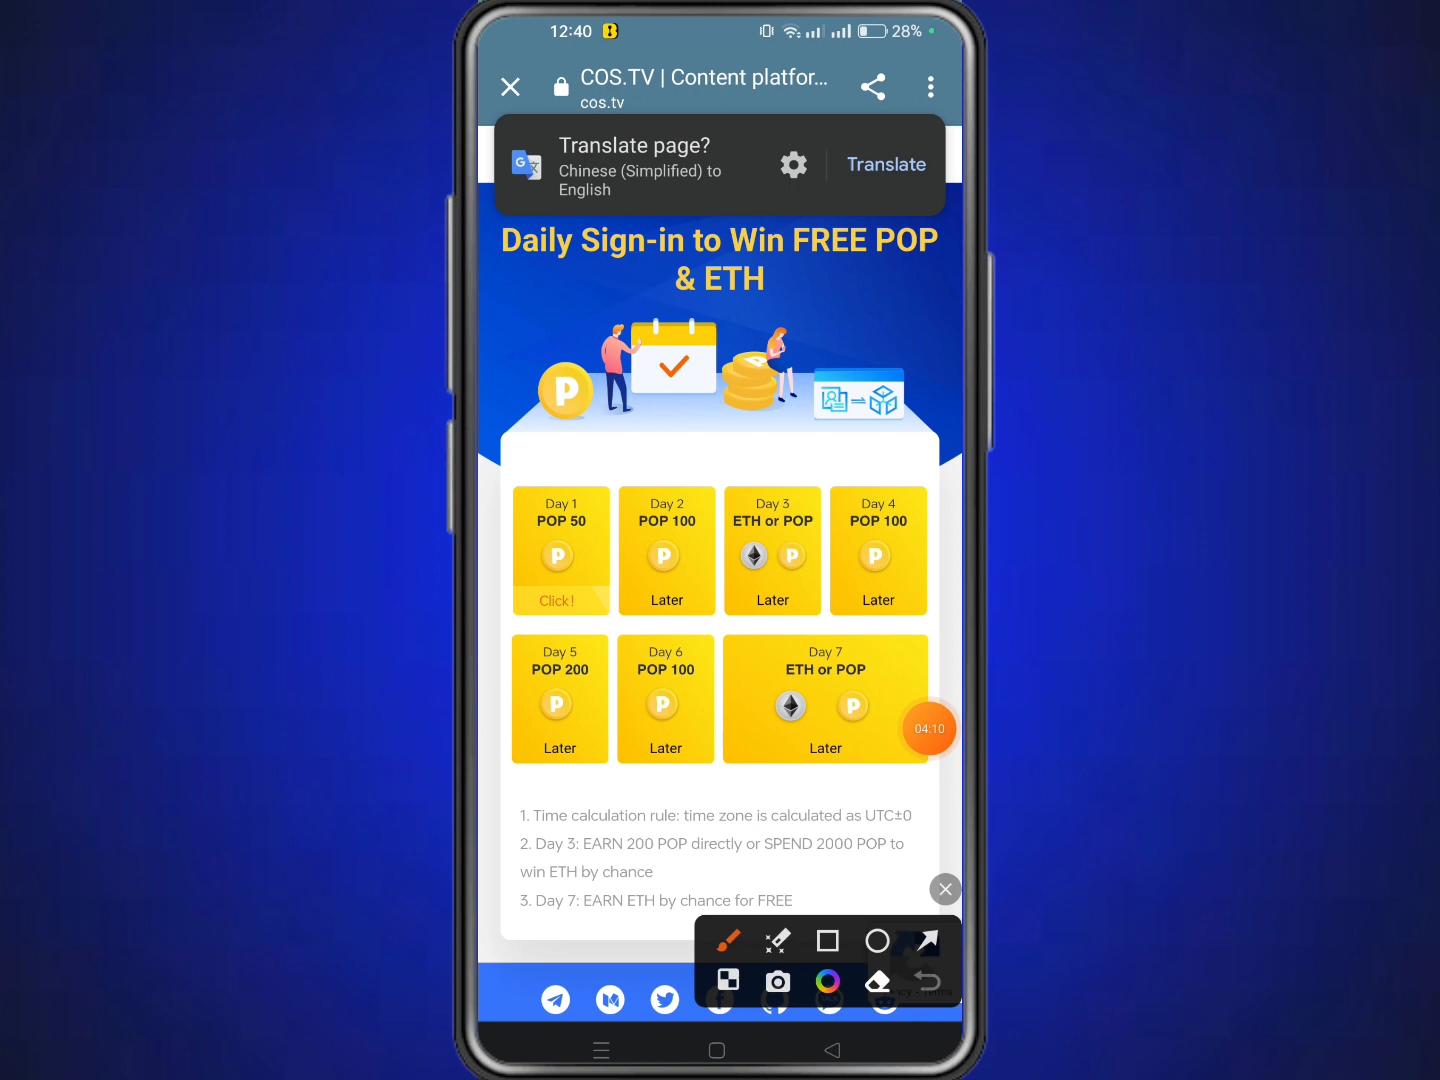 12:40
28%
COS.TV | Content platfor...
cos.tv
Translate page?
Chinese (Simplified) to
English
Translate
Daily Sign-in to Win FREE POP
& ETH
Day 1
POP 50
Click!
Day 2
POP 100
Later
Day 3
ETH or POP
Later
Day 4
POP 100
Later
Day 5
POP 200
Later
Day 6
POP 100
Later
Day 7
ETH or POP
Later
04:10
1. Time calculation rule: time zone is calculated as UTC±0
2. Day 3: EARN 200 POP directly or SPEND 2000 POP to
win ETH by chance
3. Day 7: EARN ETH by chance for FREE